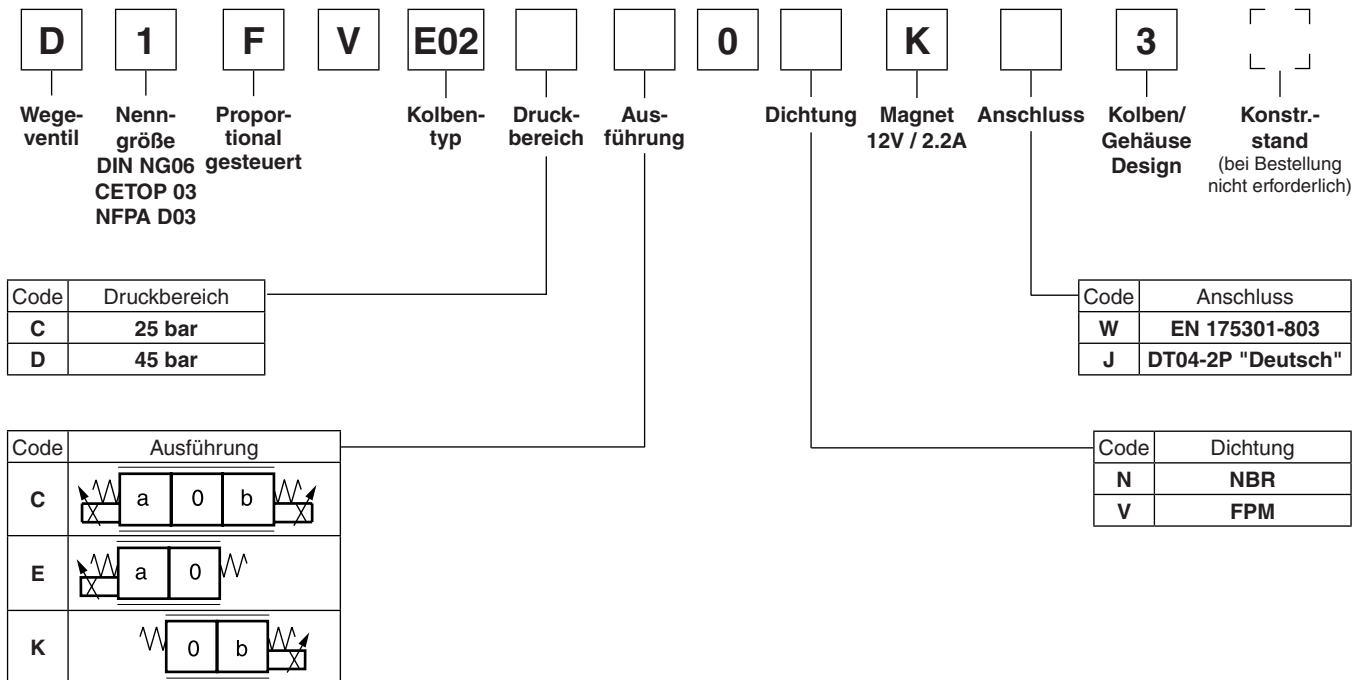 D 1 F V E02 0 K 3
Wege-
ventil
Nenn-
größe
DIN NG06
CETOP 03
NFPA D03
Propor-
tional
gesteuert
Kolben-
typ
Druck-
bereich
Aus-
führung
Dichtung
Magnet
12V / 2.2A
Anschluss
Kolben/
Gehäuse
Design
Konstr.-
stand
(bei Bestellung
nicht erforderlich)
Code Druckbereich
C 25 bar
D 45 bar
Code Anschluss
W EN 175301-803
J DT04-2P "Deutsch"
Code Ausführung
C a 0 b
E a 0
K 0 b
Code Dichtung
N NBR
V FPM